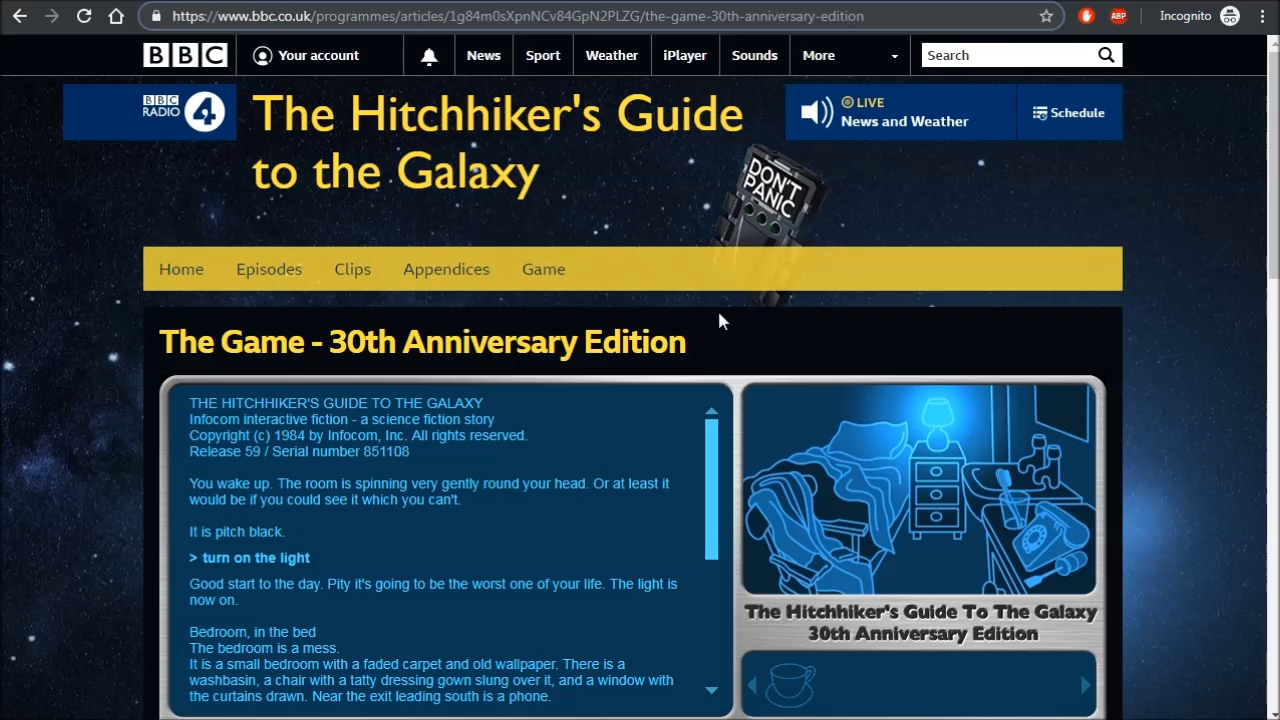 https://www.bbc.co.uk/programmes/articles/1g84m0sXpnNCv84GpN2PLZG/the-game-30th-anniversary-edition
ABP
Incognito
BBC
Your account
News
Sport
Weather
iPlayer
Sounds
More
Search
BBC
RADIO
4
The Hitchhiker's Guide
to the Galaxy
LIVE
News and Weather
Schedule
DON'T
PANIC
Home
Episodes
Clips
Appendices
Game
The Game - 30th Anniversary Edition
THE HITCHHIKER'S GUIDE TO THE GALAXY
Infocom interactive fiction - a science fiction story
Copyright (c) 1984 by Infocom, Inc. All rights reserved.
Release 59 / Serial number 851108
You wake up. The room is spinning very gently round your head. Or at least it
would be if you could see it which you can't.
It is pitch black.
> turn on the light
Good start to the day. Pity it's going to be the worst one of your life. The light is
now on.
Bedroom, in the bed
The bedroom is a mess.
It is a small bedroom with a faded carpet and old wallpaper. There is a
washbasin, a chair with a tatty dressing gown slung over it, and a window with
the curtains drawn. Near the exit leading south is a phone.
The Hitchhiker's Guide To The Galaxy
30th Anniversary Edition